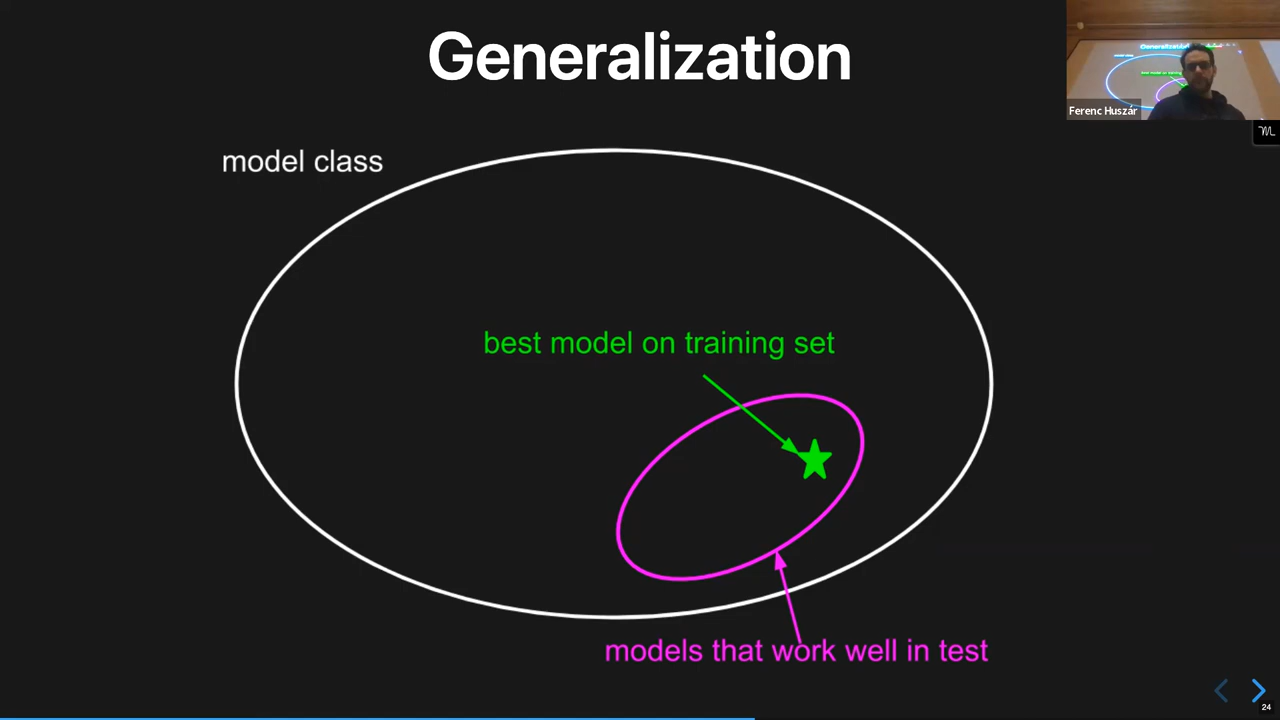 Generalization
Ferenc Huszár
model class
best model on training set
models that work well in test
24